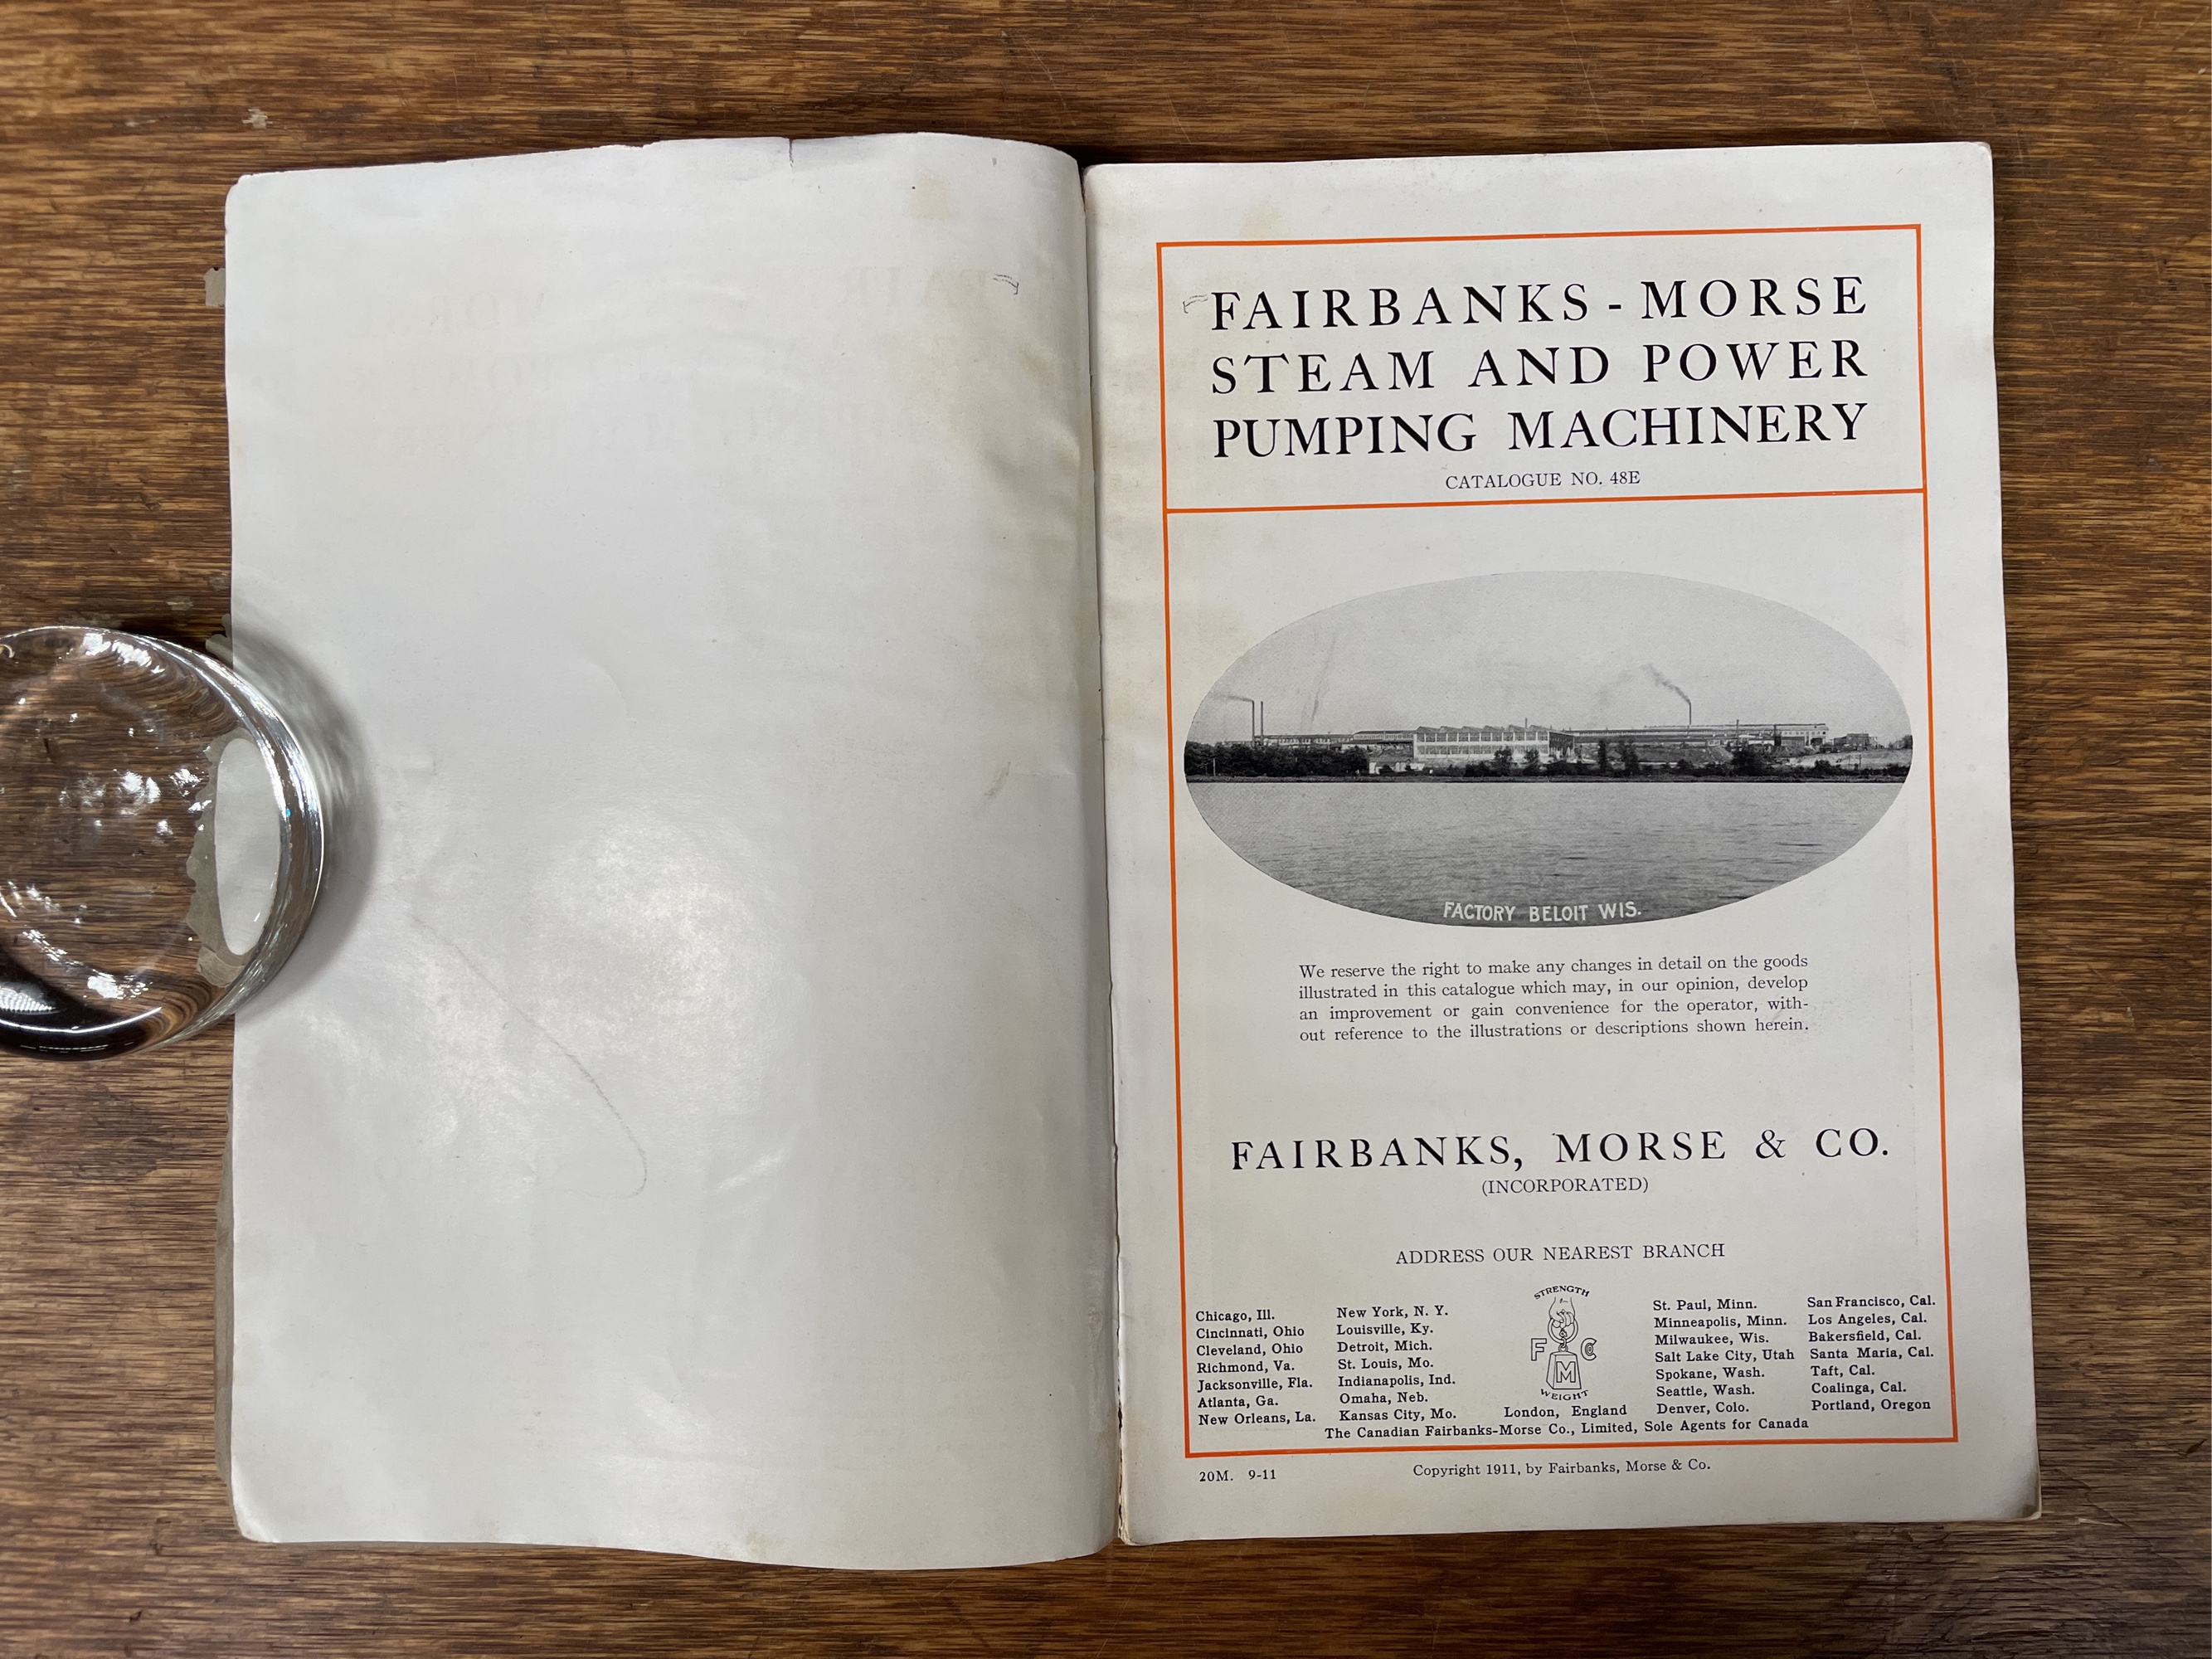 FAIRBANKS - MORSE
STEAM AND POWER
PUMPING MACHINERY
CATALOGUE NO. 48E
FACTORY BELOIT WIS.
We reserve the right to make any changes in detail on the goods
illustrated in this catalogue which may, in our opinion, develop
an improvement or gain convenience for the operator, with-
out reference to the illustrations or descriptions shown herein.
FAIRBANKS, MORSE & CO.
(INCORPORATED)
ADDRESS OUR NEAREST BRANCH
Chicago, Ill.
Cincinnati, Ohio
Cleveland, Ohio
Richmond, Va.
Jacksonville, Fla.
Atlanta, Ga.
New Orleans, La.
New York, N. Y.
Louisville, Ky.
Detroit, Mich.
St. Louis, Mo.
Indianapolis, Ind.
Omaha, Neb.
Kansas City, Mo.
STRENGTH
F M C
WEIGHT
London, England
St. Paul, Minn.
Minneapolis, Minn.
Milwaukee, Wis.
Salt Lake City, Utah
Spokane, Wash.
Seattle, Wash.
Denver, Colo.
San Francisco, Cal.
Los Angeles, Cal.
Bakersfield, Cal.
Santa Maria, Cal.
Taft, Cal.
Coalinga, Cal.
Portland, Oregon
The Canadian Fairbanks-Morse Co., Limited, Sole Agents for Canada
20M. 9-11
Copyright 1911, by Fairbanks, Morse & Co.